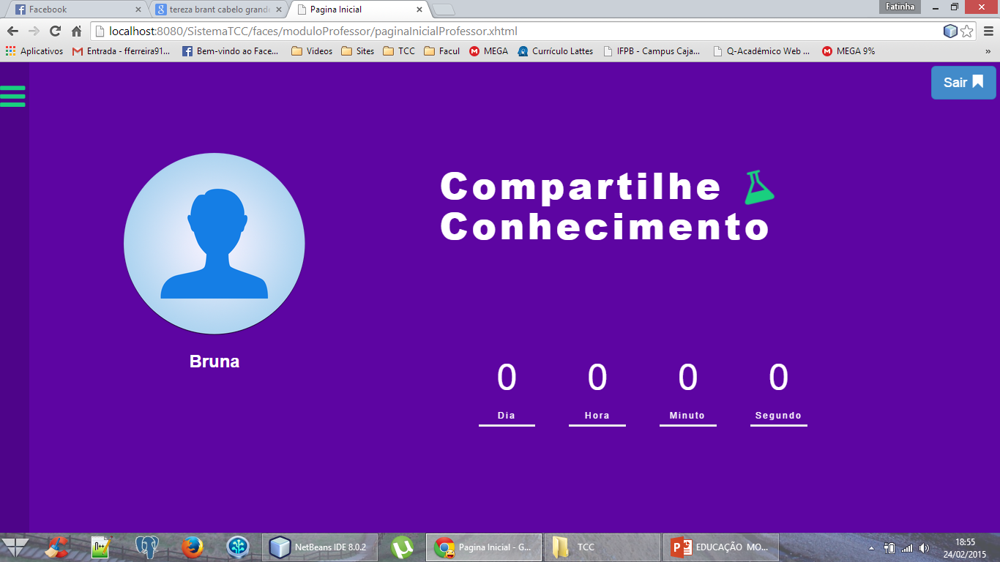 Facebook
tereza brant cabelo grande
Pagina Inicial
Fatinha
localhost:8080/SistemaTCC/faces/moduloProfessor/paginaInicialProfessor.xhtml
Aplicativos
Entrada - fferreira91...
Bem-vindo ao Face...
Videos
Sites
TCC
Facul
MEGA
Currículo Lattes
IFPB - Campus Caja...
Q-Acadêmico Web ...
MEGA 9%
»
Sair
Compartilhe
Conhecimento
Bruna
0 0 0 0
Dia Hora Minuto Segundo
NetBeans IDE 8.0.2
Pagina Inicial - G...
TCC
EDUCAÇÃO MO...
18:55
24/02/2015